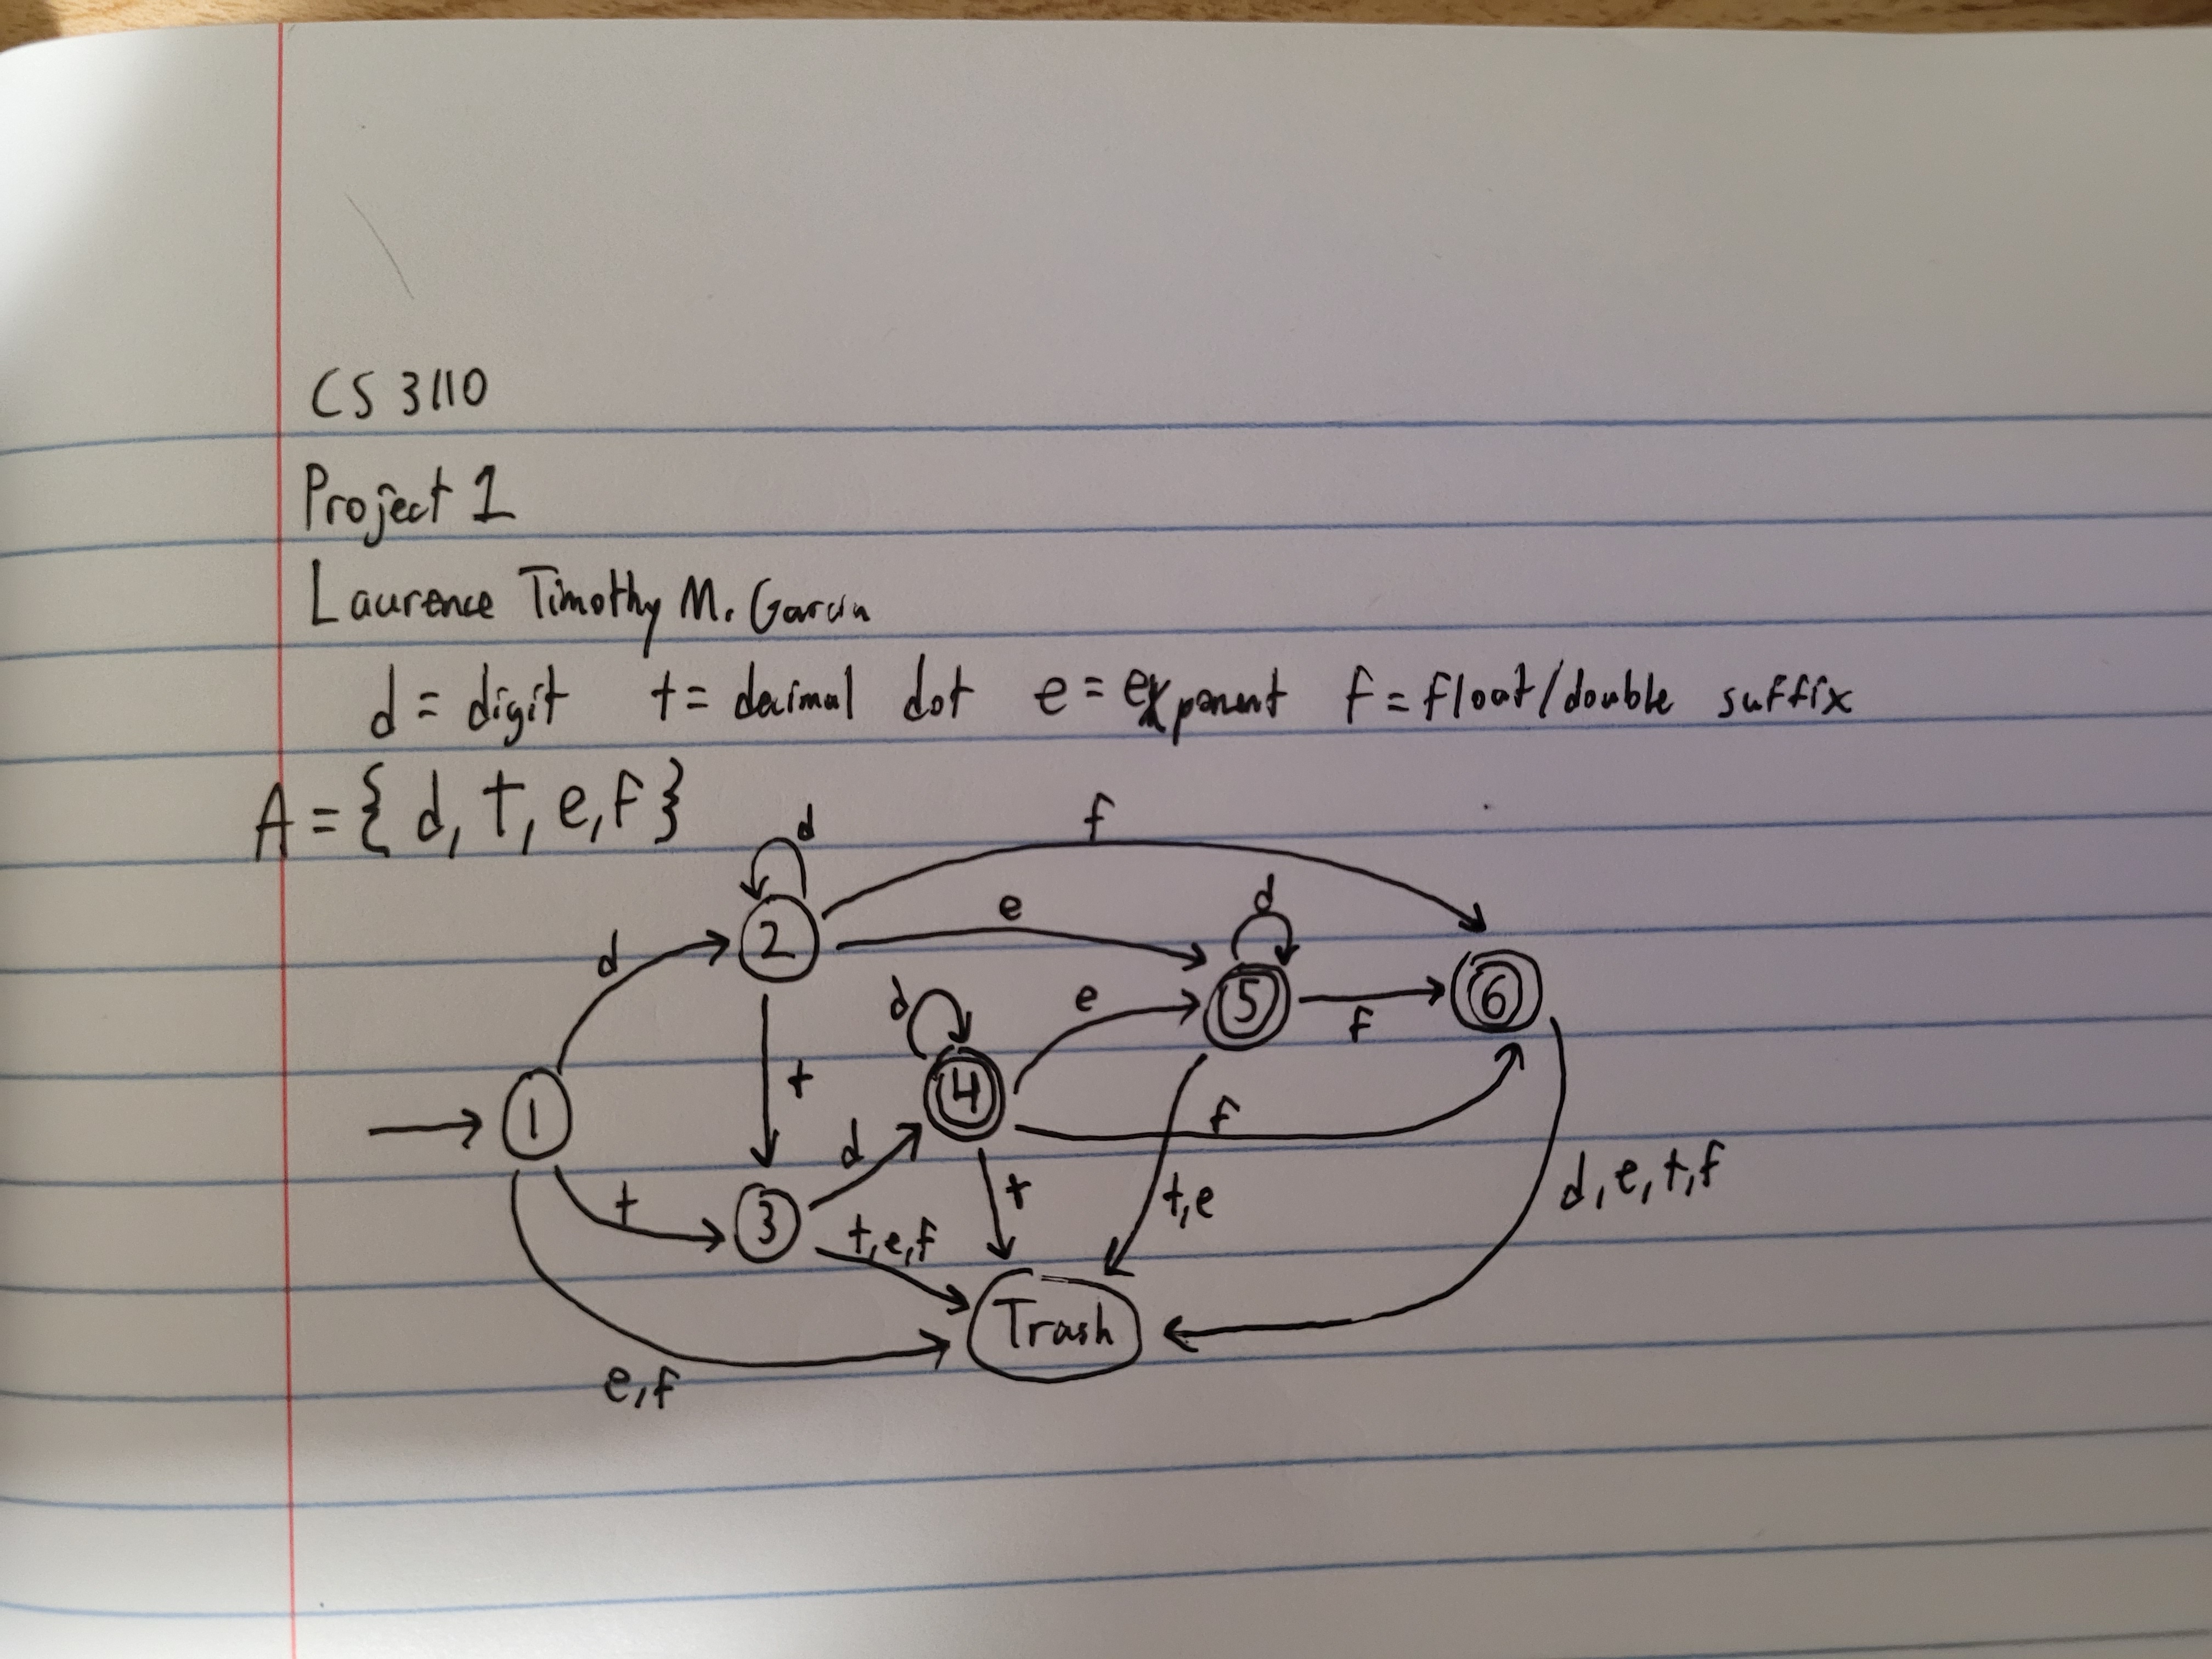 CS 3110
Project 1
Laurence Timothy M. Garcia
d = digit t = decimal dot e = exponent f = float/double suffix
A = { d, t, e, f }
d
f
d
e
d
2
d
e
5
f
6
t
4
1
d
f
t
t
t,e
d,e,t,f
3
t,e,f
Trash
e,f